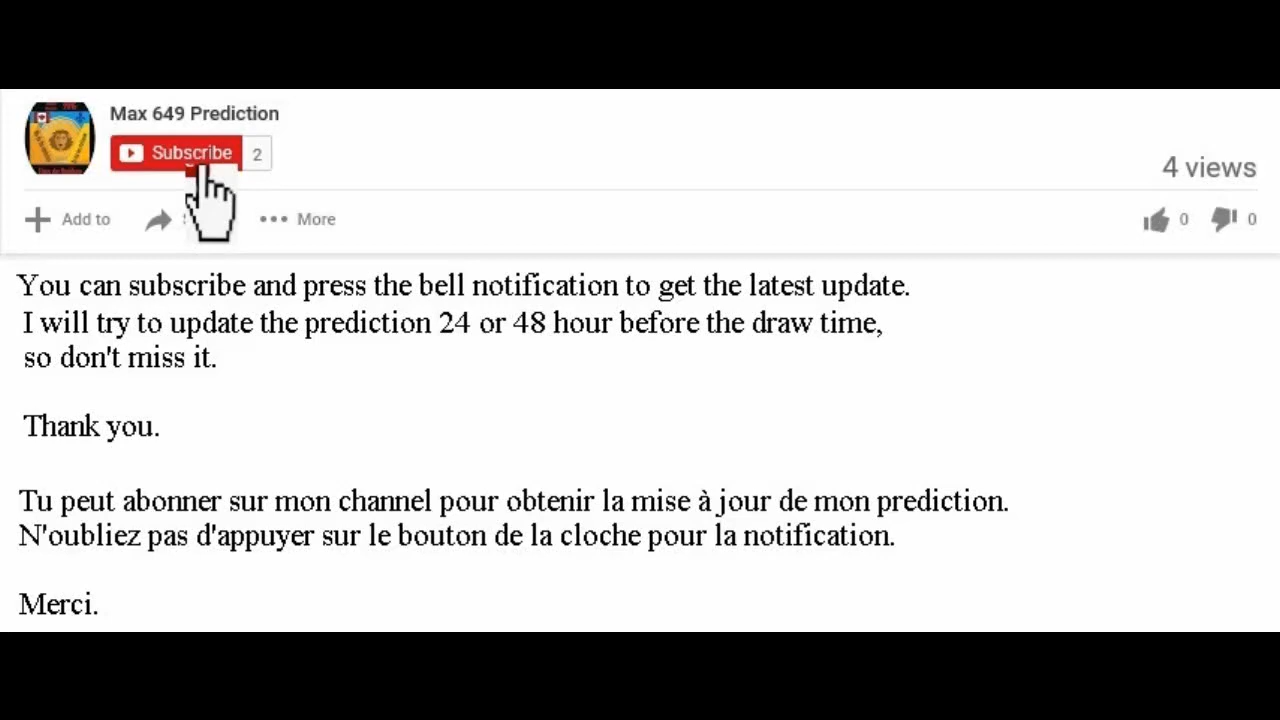 Max 649 Prediction
Subscribe 2
4 views
Add to
More
0 0
You can subscribe and press the bell notification to get the latest update.
I will try to update the prediction 24 or 48 hour before the draw time,
so don't miss it.
Thank you.
Tu peut abonner sur mon channel pour obtenir la mise à jour de mon prediction.
N'oubliez pas d'appuyer sur le bouton de la cloche pour la notification.
Merci.